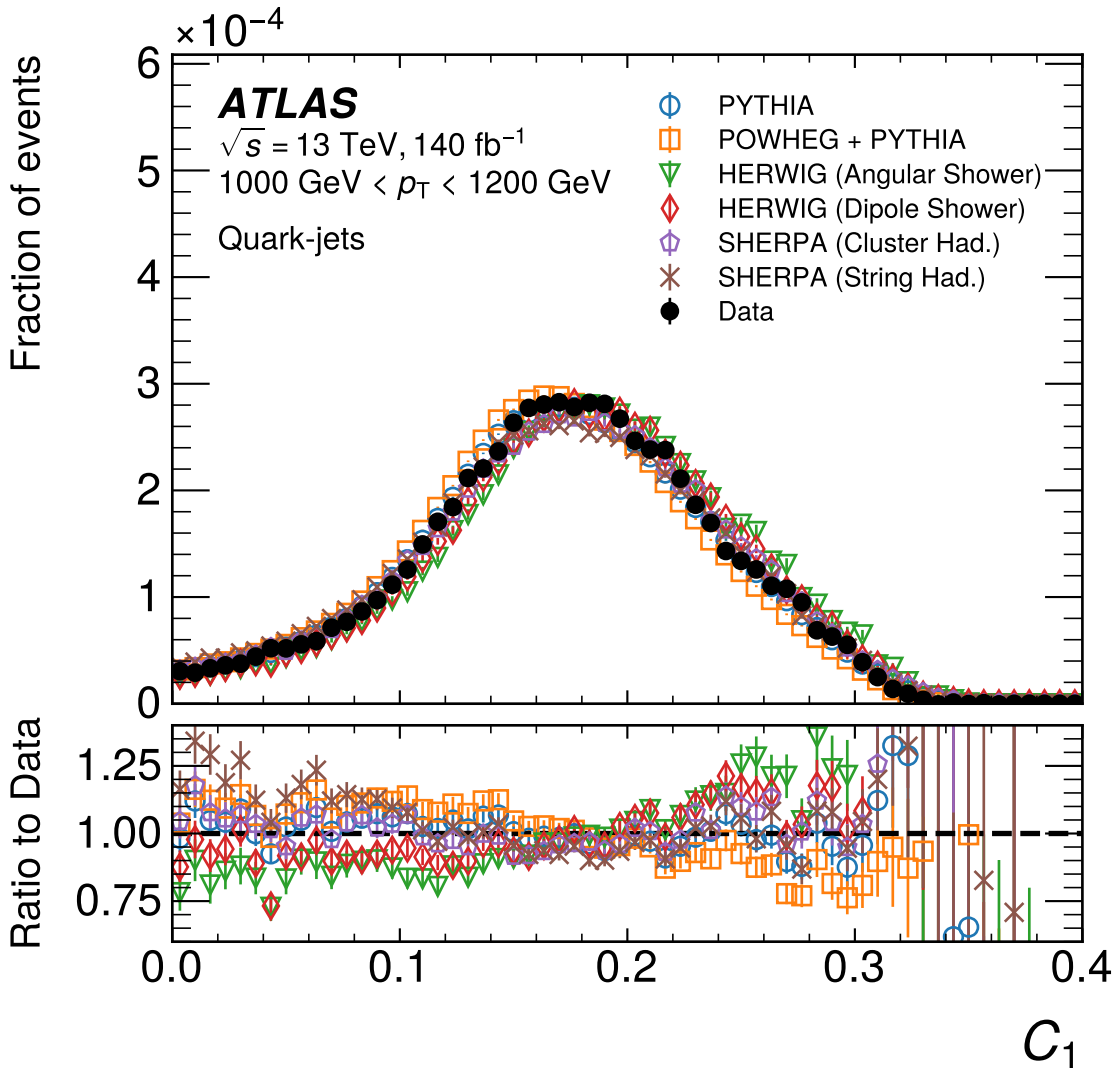 ×10⁻⁴
Fraction of events
6
5
4
3
2
1
0
ATLAS
√s = 13 TeV, 140 fb⁻¹
1000 GeV < pT < 1200 GeV
Quark-jets
PYTHIA
POWHEG + PYTHIA
HERWIG (Angular Shower)
HERWIG (Dipole Shower)
SHERPA (Cluster Had.)
SHERPA (String Had.)
Data
Ratio to Data
1.25
1.00
0.75
0.0 0.1 0.2 0.3 0.4
C₁